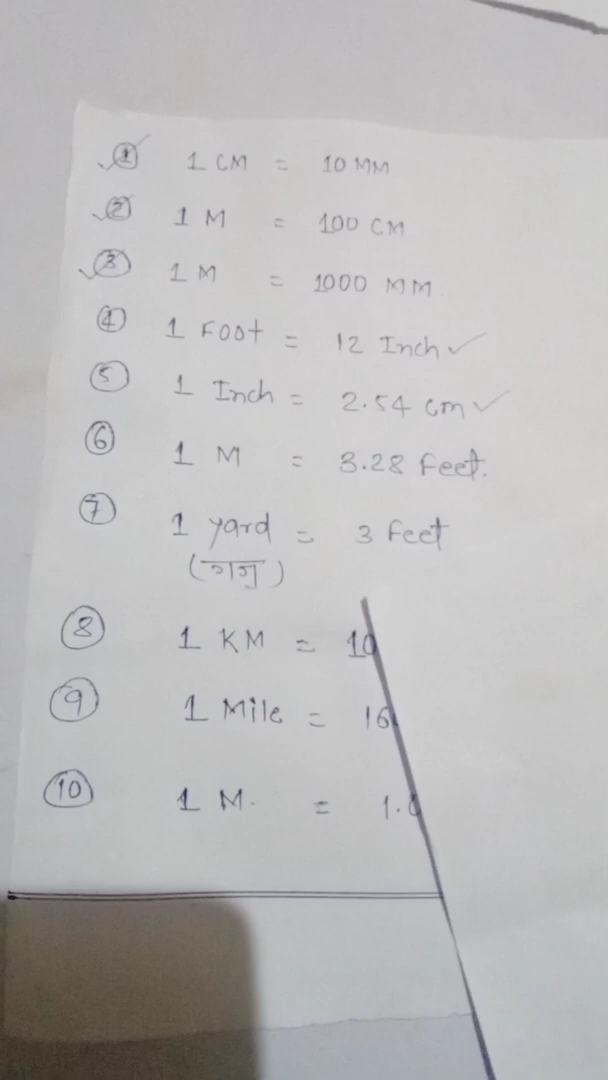 ① 1 CM = 10 MM
② 1 M = 100 CM
③ 1 M = 1000 MM.
④ 1 Foot = 12 Inch ✓
⑤ 1 Inch = 2.54 cm ✓
⑥ 1 M = 3.28 feet.
⑦ 1 yard = 3 feet
(गज)
⑧ 1 KM = 10
⑨ 1 Mile = 16
⑩ 1 M. = 1.